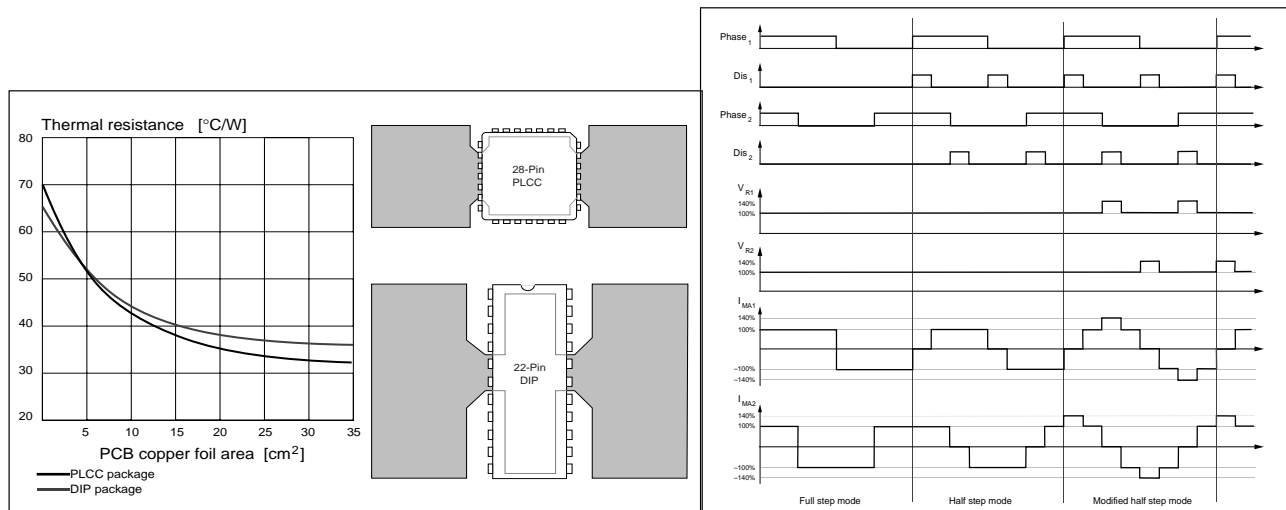 Thermal resistance [°C/W]
80
70
60
50
40
30
20
5 10 15 20 25 30 35
PCB copper foil area [cm2]
PLCC package
DIP package
28-Pin
PLCC
22-Pin
DIP
Phase1
Dis1
Phase2
Dis2
VR1
140%
100%
VR2
140%
100%
IMA1
140%
100%
–100%
–140%
IMA2
140%
100%
–100%
–140%
Full step mode Half step mode Modified half step mode